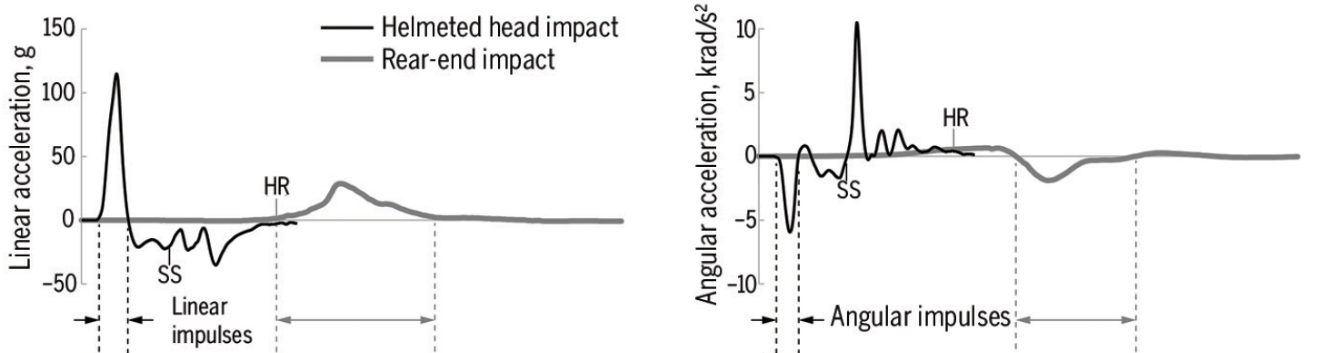 Linear acceleration, g
150
100
50
0
–50
Helmeted head impact
Rear-end impact
HR
SS
Linear
impulses
Angular acceleration, krad/s²
10
5
0
–5
–10
HR
SS
Angular impulses